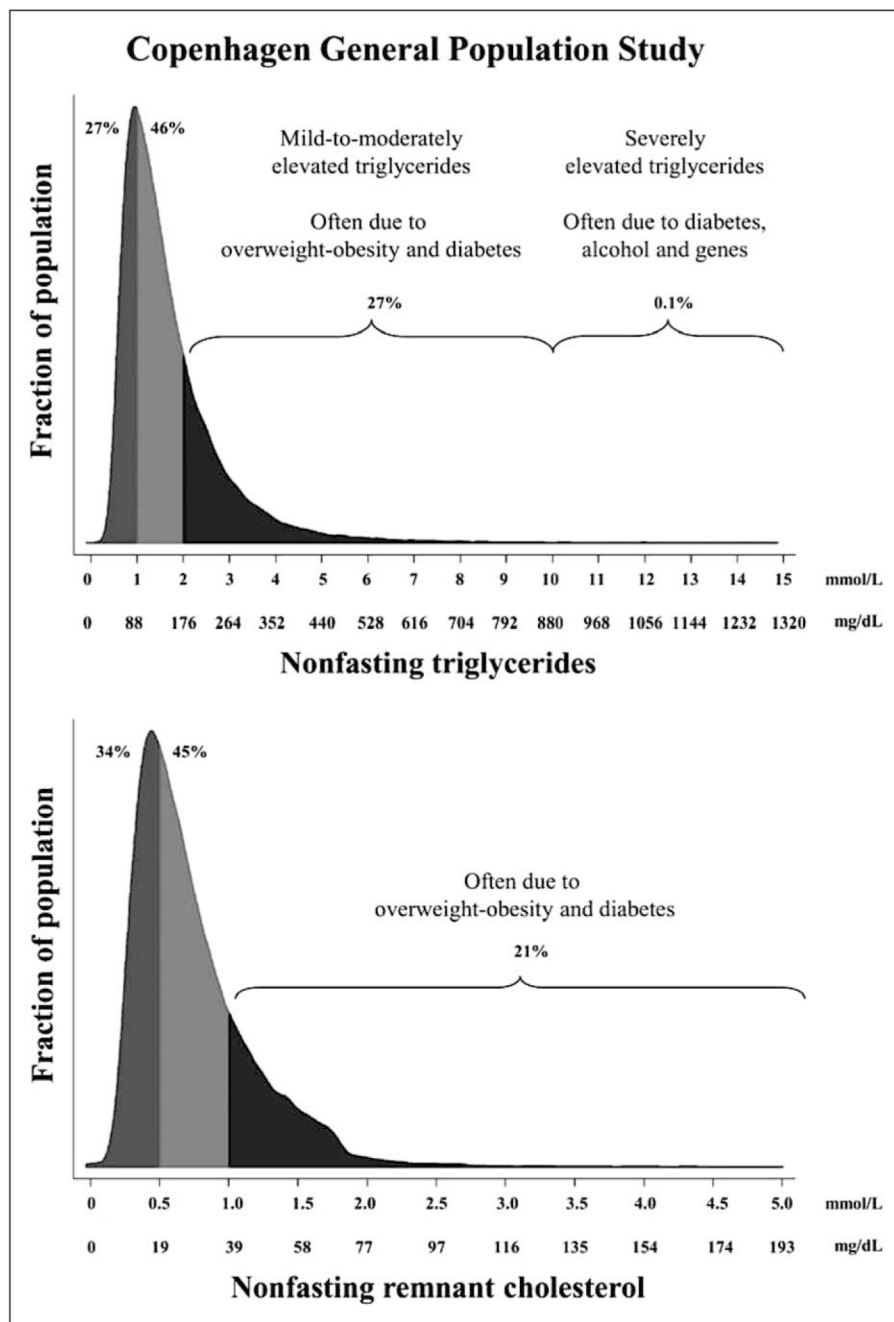 Copenhagen General Population Study
27% 46%
Mild-to-moderately
elevated triglycerides
Often due to
overweight-obesity and diabetes
27%
Severely
elevated triglycerides
Often due to diabetes,
alcohol and genes
0.1%
Fraction of population
0 1 2 3 4 5 6 7 8 9 10 11 12 13 14 15 mmol/L
0 88 176 264 352 440 528 616 704 792 880 968 1056 1144 1232 1320 mg/dL
Nonfasting triglycerides
34% 45%
Often due to
overweight-obesity and diabetes
21%
Fraction of population
0 0.5 1.0 1.5 2.0 2.5 3.0 3.5 4.0 4.5 5.0 mmol/L
0 19 39 58 77 97 116 135 154 174 193 mg/dL
Nonfasting remnant cholesterol